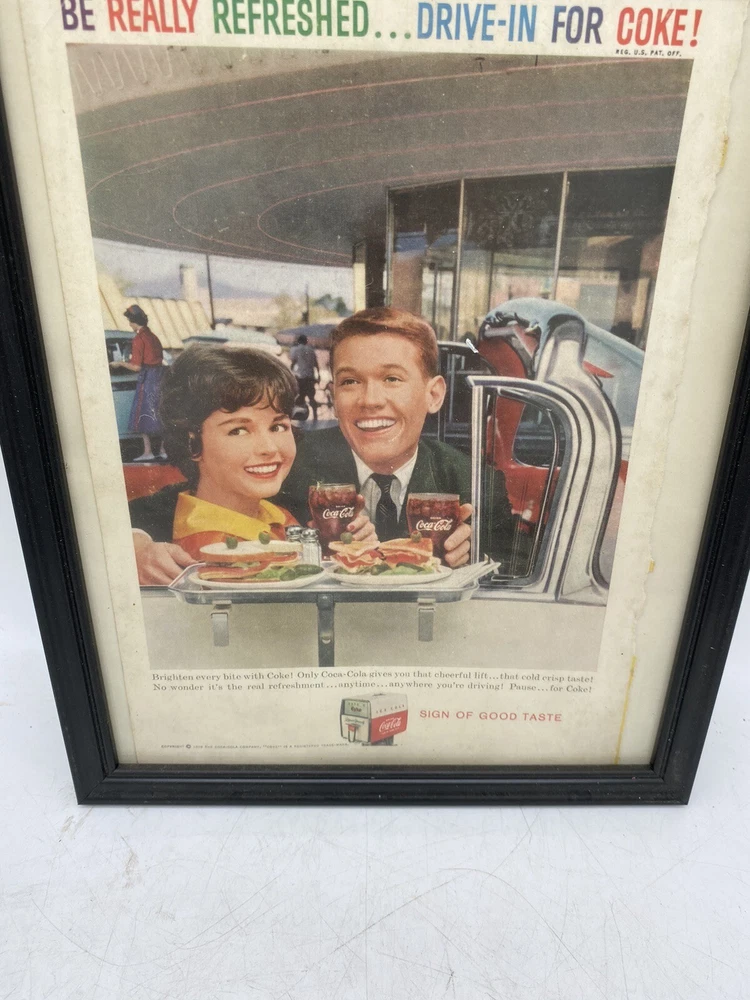 BE REALLY REFRESHED...DRIVE-IN FOR COKE!
REG. U.S. PAT. OFF.
Coca-Cola
Coca-Cola
Brighten every bite with Coke! Only Coca-Cola gives you that cheerful lift...that cold crisp taste!
No wonder it's the real refreshment...anytime...anywhere you're driving! Pause...for Coke!
Coca-Cola
SIGN OF GOOD TASTE